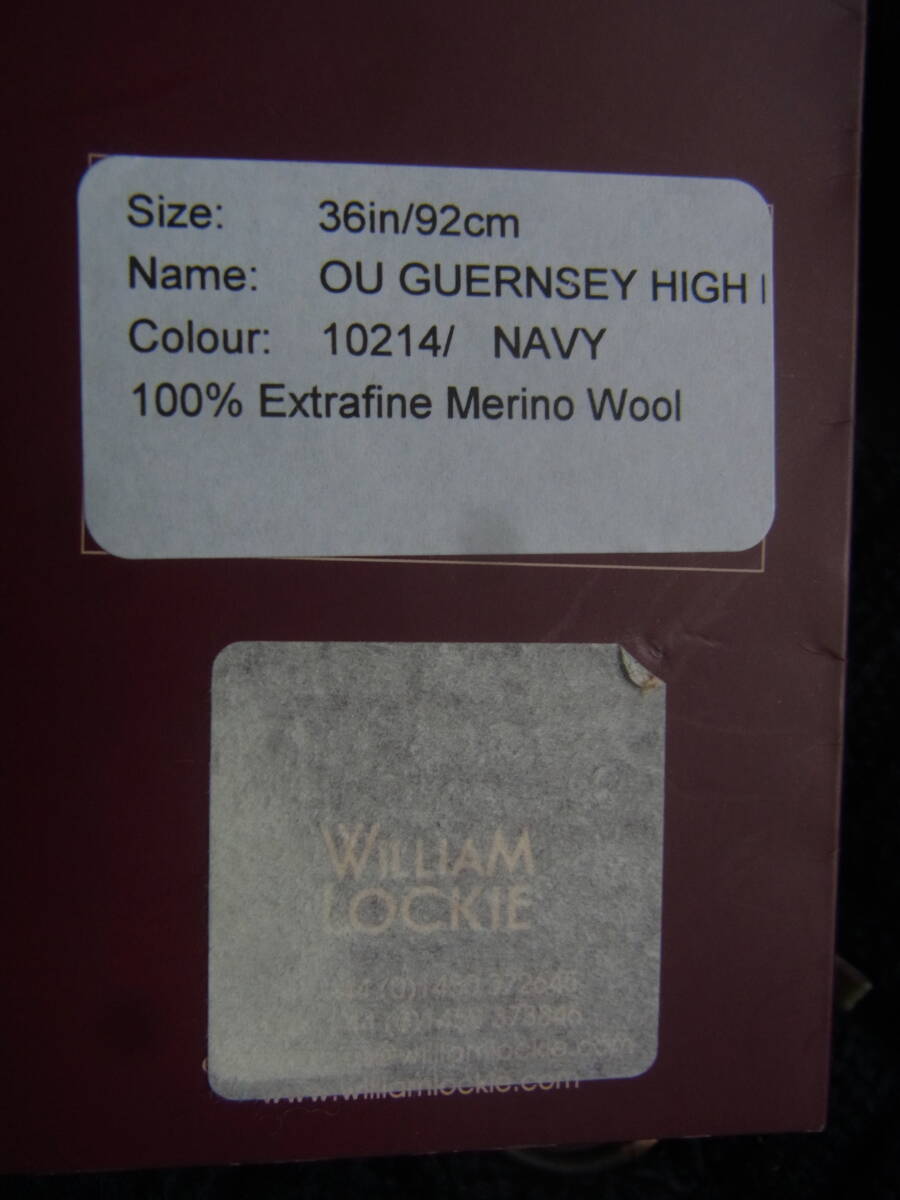 Size: 36in/92cm
Name: OU GUERNSEY HIGH
Colour: 10214/ NAVY
100% Extrafine Merino Wool
WILLIAM
LOCKIE
www.williamlockie.com